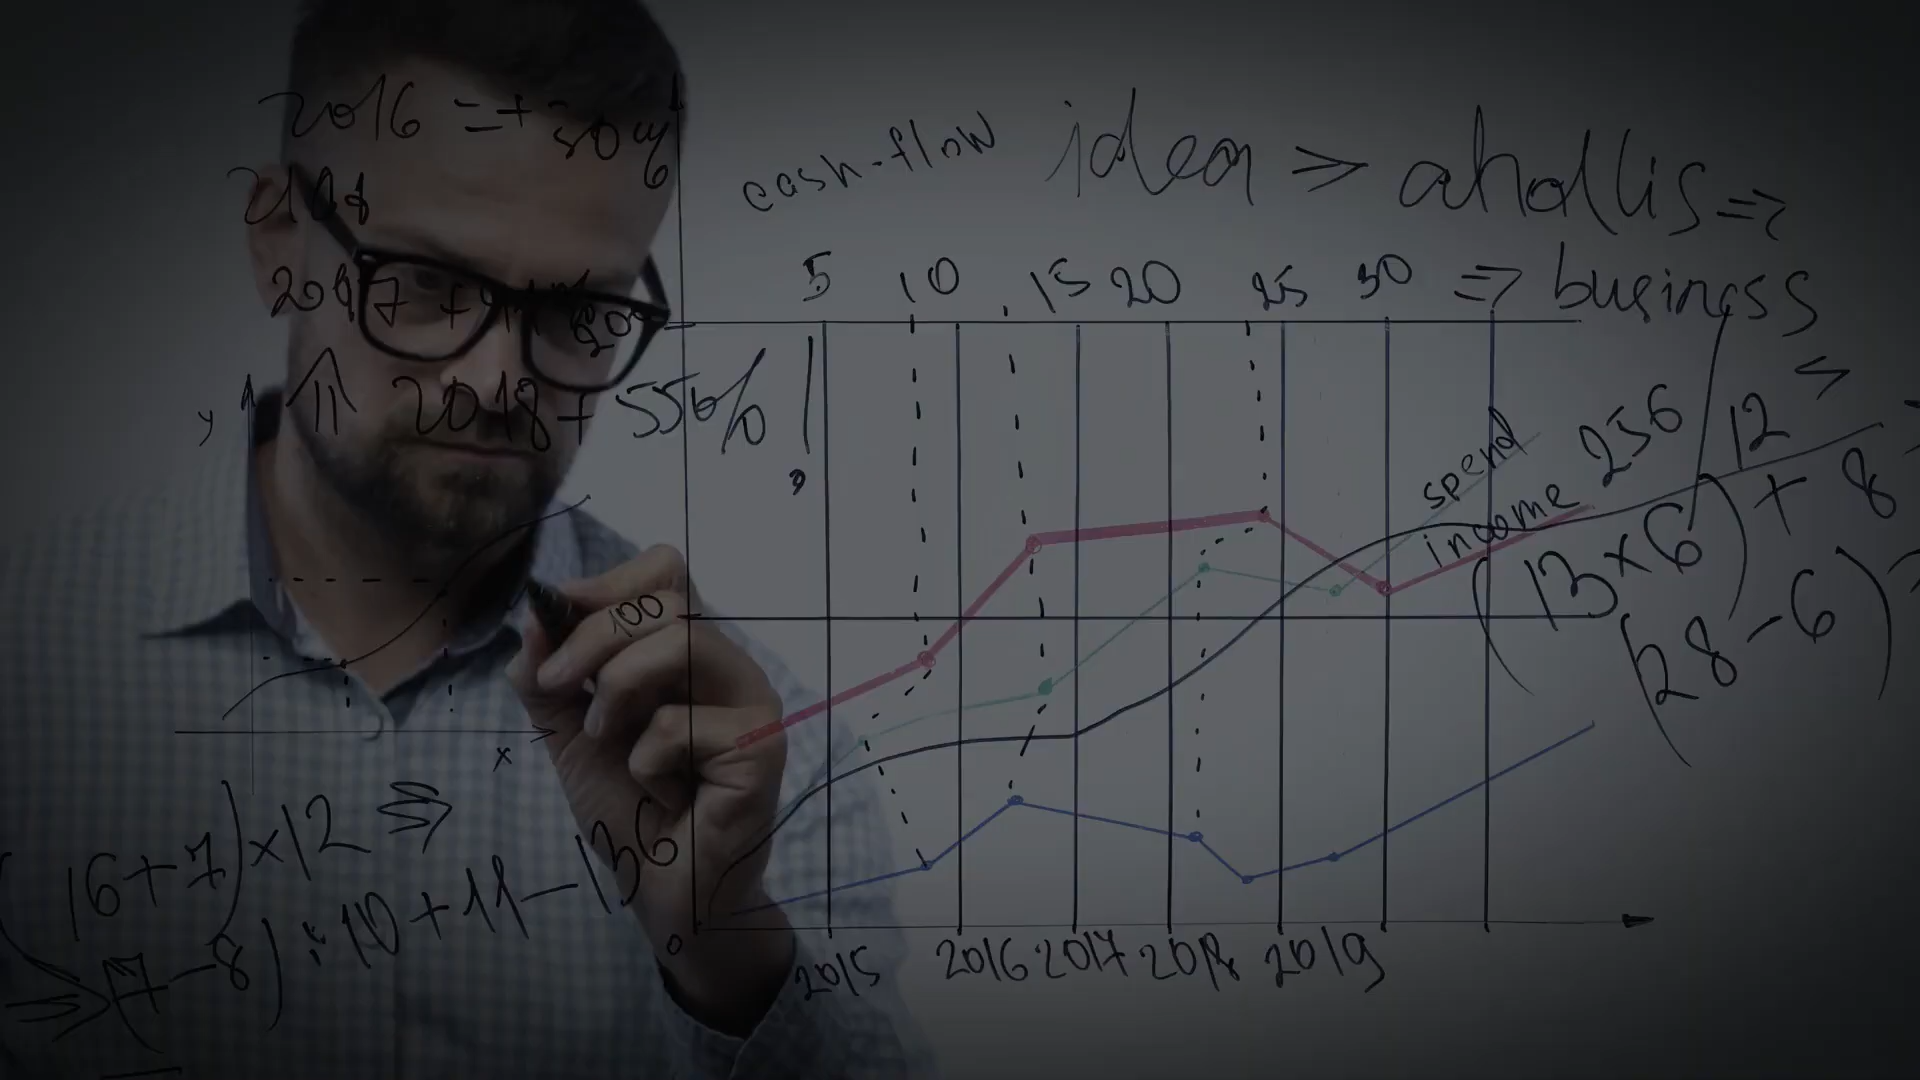 2016 =+ 30%
cash-flow idea > ahallis =>
5 10 15 20 25 30 => business
2017 +
⇑ 2018 + 55% !
y
spend
income 256
12
(13 × 6) + 8
(28 - 6)
100
x
(16 + 7) × 12 =>
=> (7 - 8) : 10 + 11 - 136
0
2015 2016 2017 2018 2019